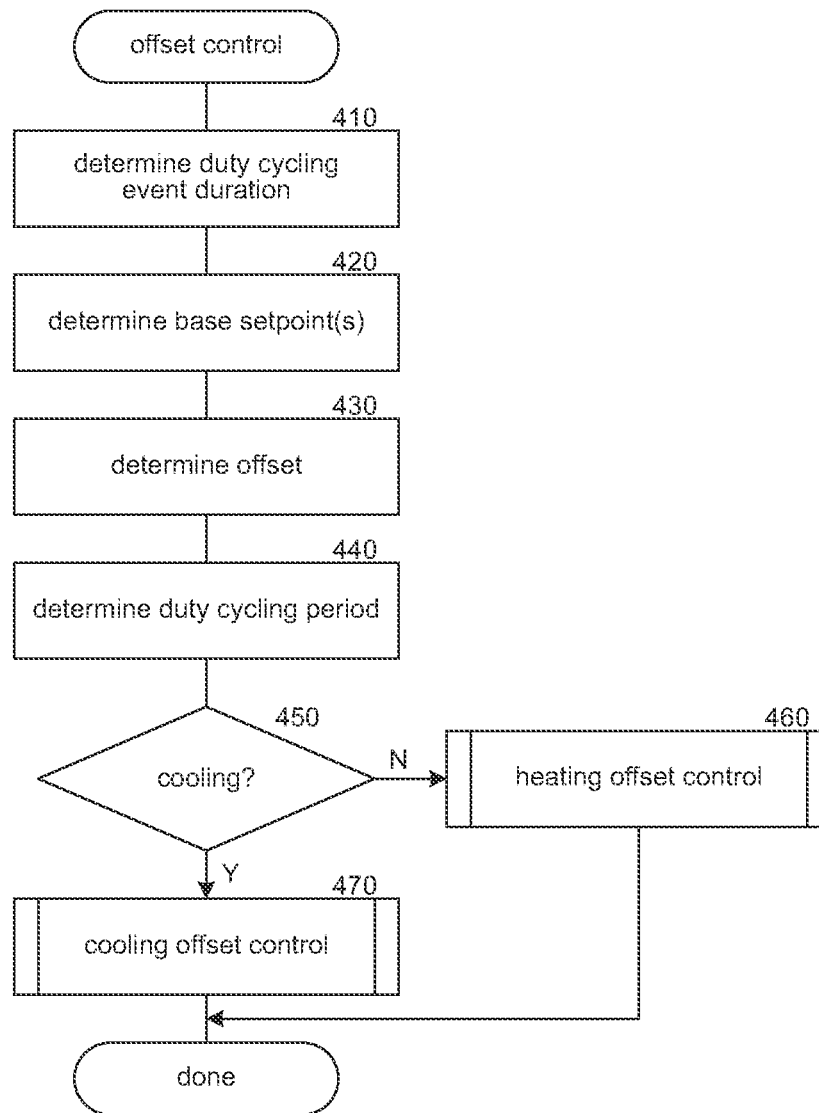 offset control
410
determine duty cycling
event duration
420
determine base setpoint(s)
430
determine offset
440
determine duty cycling period
450
cooling?
N
460
heating offset control
Y
470
cooling offset control
done